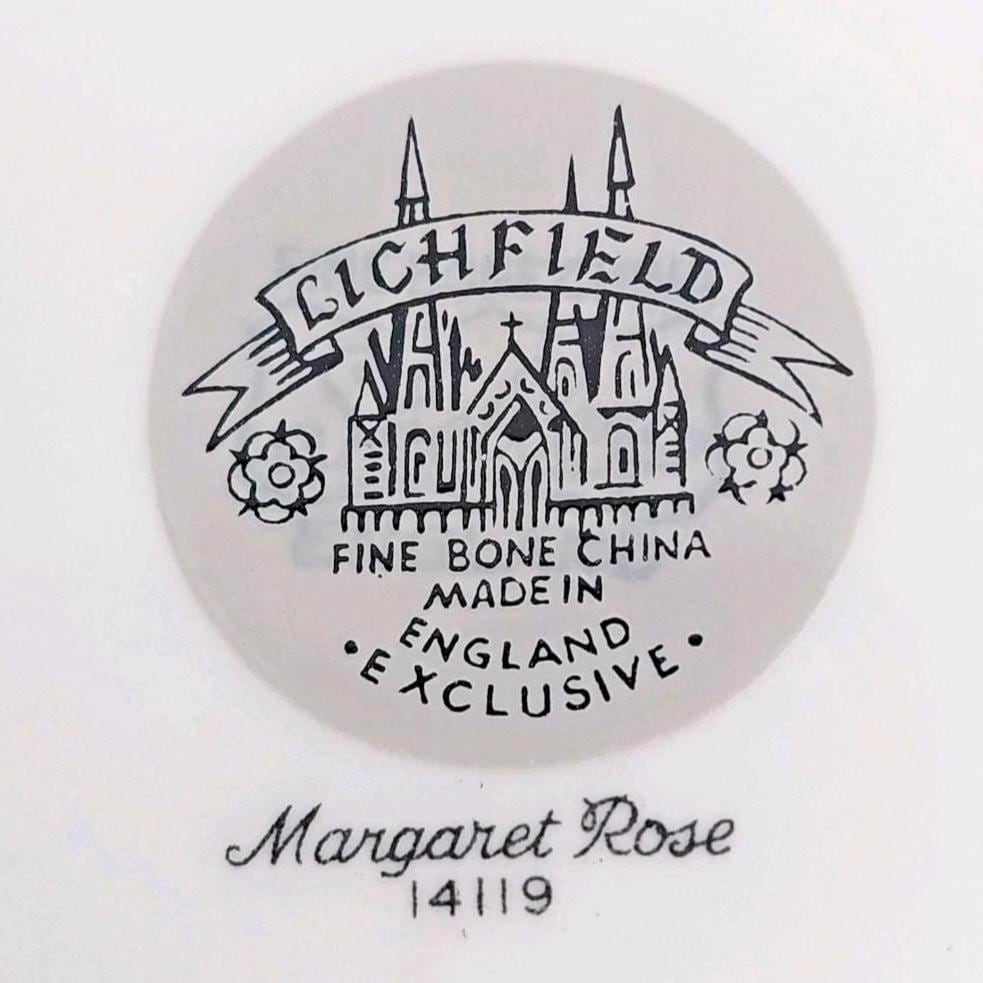 LICHFIELD
FINE BONE CHINA
MADE IN
ENGLAND
• EXCLUSIVE •
Margaret Rose
14119